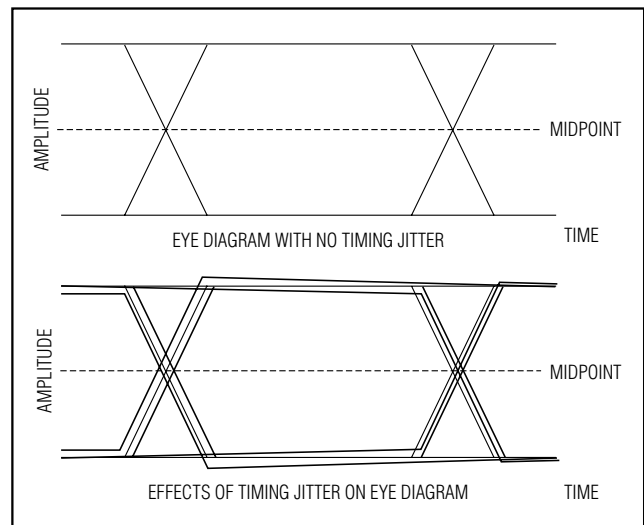 AMPLITUDE
MIDPOINT
EYE DIAGRAM WITH NO TIMING JITTER
TIME
AMPLITUDE
MIDPOINT
EFFECTS OF TIMING JITTER ON EYE DIAGRAM
TIME